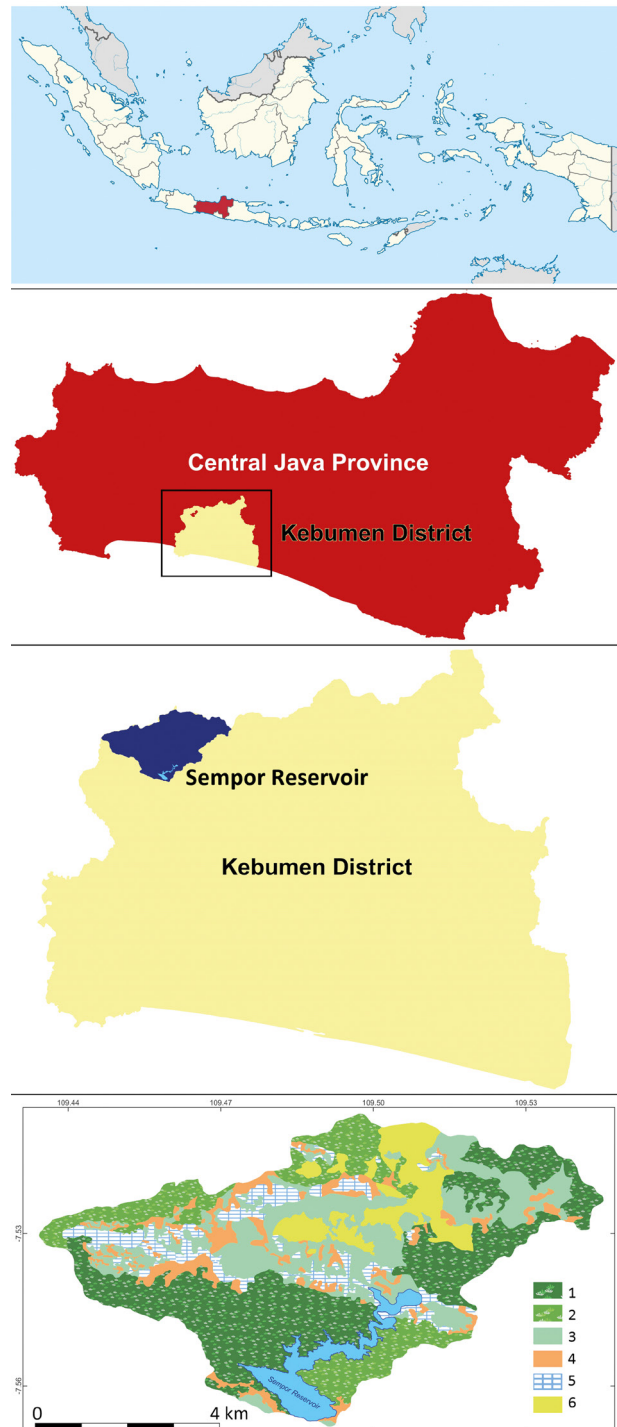 Central Java Province
Kebumen District
Sempor Reservoir
Kebumen District
109.44 109.47 109.50 109.53
-7.53
-7.56
1
2
3
4
5
6
Sempor Reservoir
0 4 km